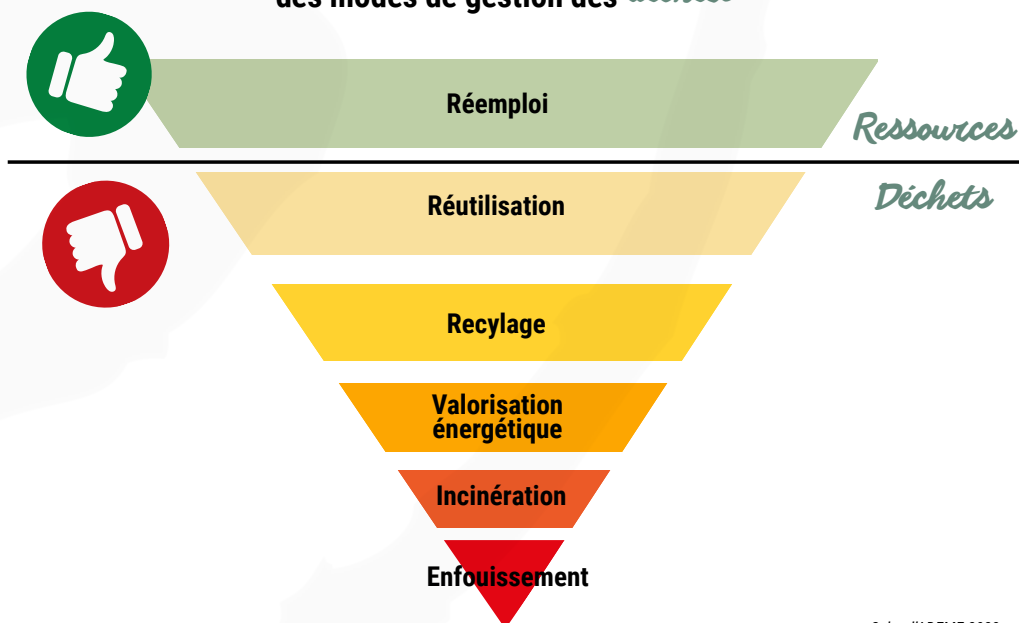 des modes de gestion des
Réemploi
Ressources
Réutilisation
Déchets
Recylage
Valorisation
énergétique
Incinération
Enfouissement